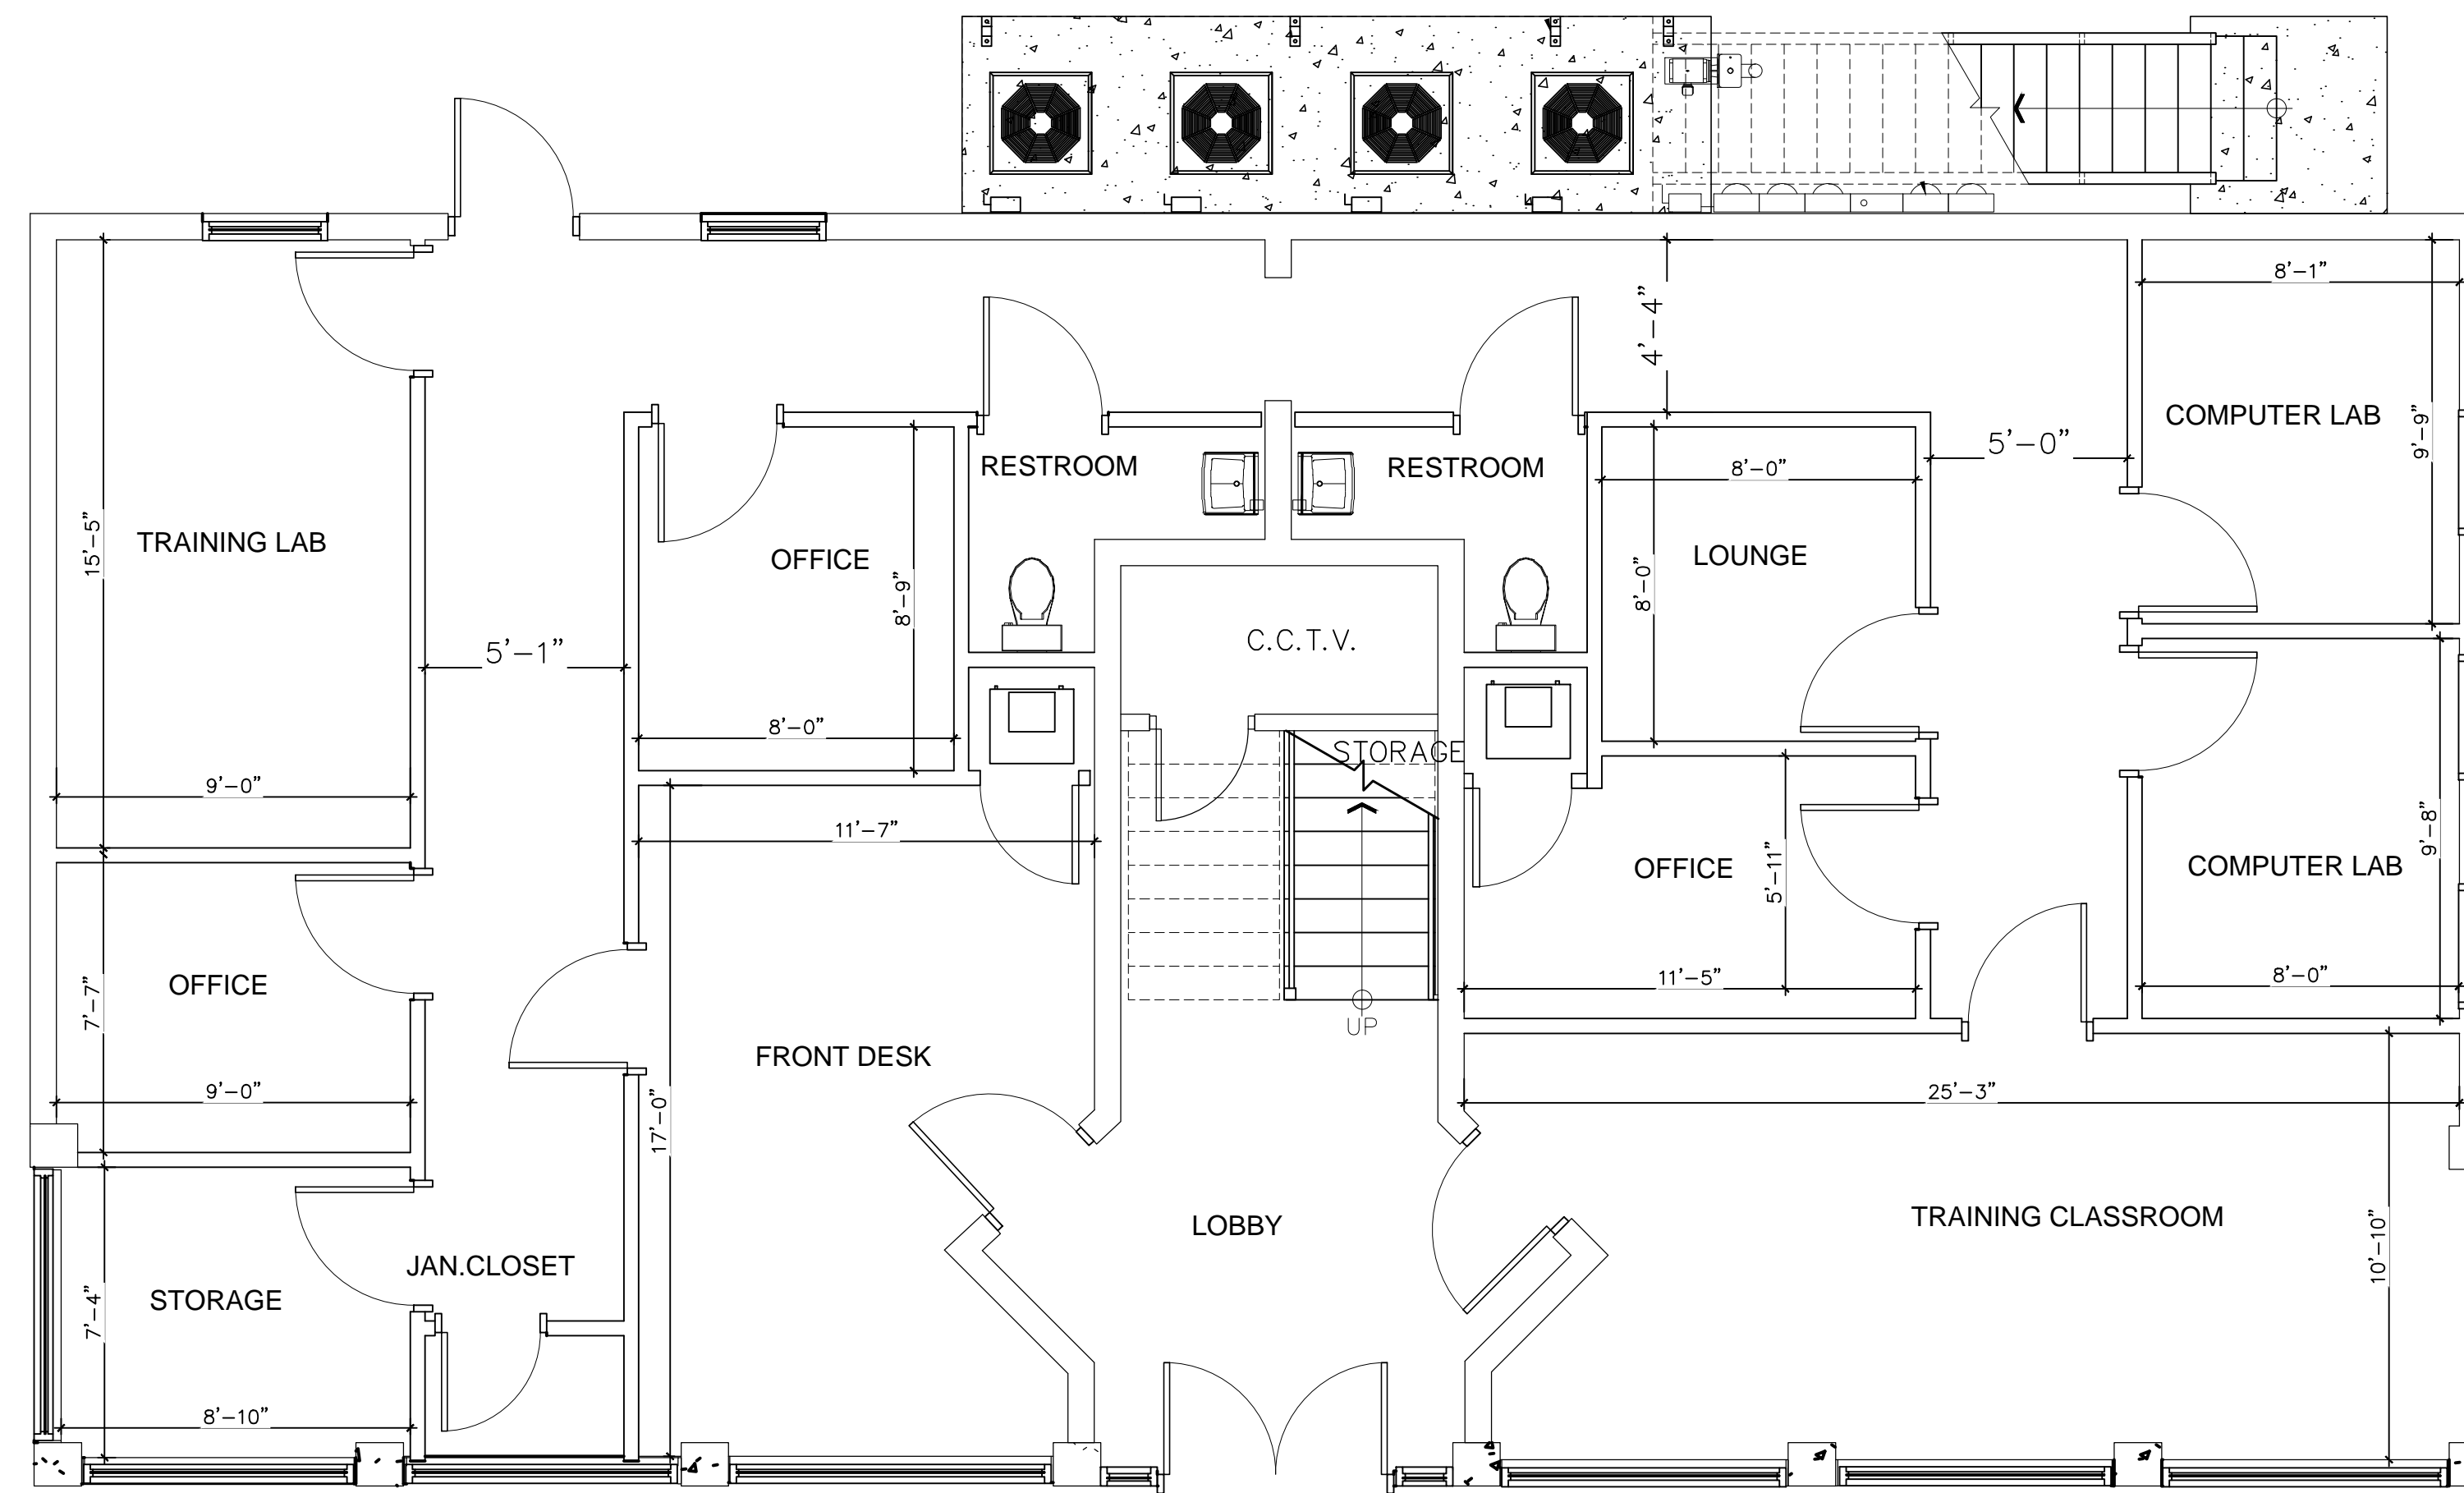 8'-1"
4'-4"
COMPUTER LAB
9'-9"
5'-0"
RESTROOM
RESTROOM
8'-0"
15'-5"
TRAINING LAB
OFFICE
8'-9"
LOUNGE
8'-0"
5'-1"
C.C.T.V.
8'-0"
STORAGE
9'-0"
11'-7"
OFFICE
5'-11"
COMPUTER LAB
9'-8"
OFFICE
7'-7"
11'-5"
8'-0"
UP
FRONT DESK
9'-0"
17'-0"
25'-3"
LOBBY
TRAINING CLASSROOM
10'-10"
JAN.CLOSET
STORAGE
7'-4"
8'-10"